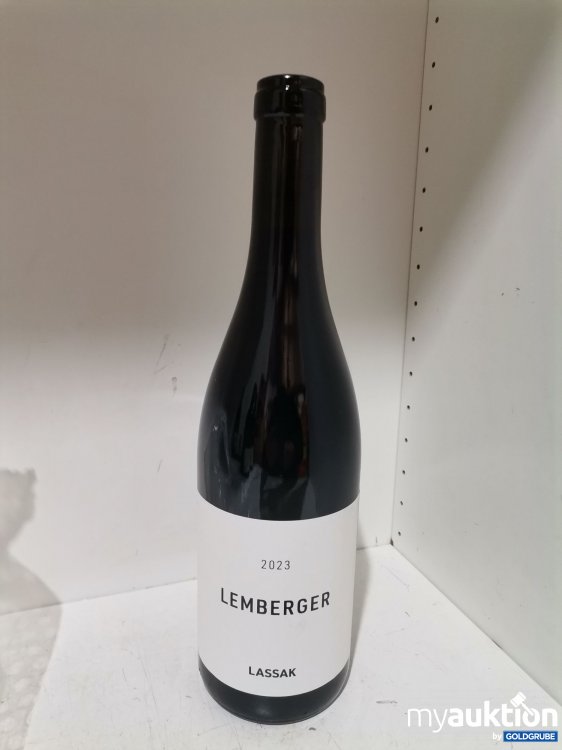 2023
LEMBERGER
LASSAK
myauktion
by GOLDGRUBE